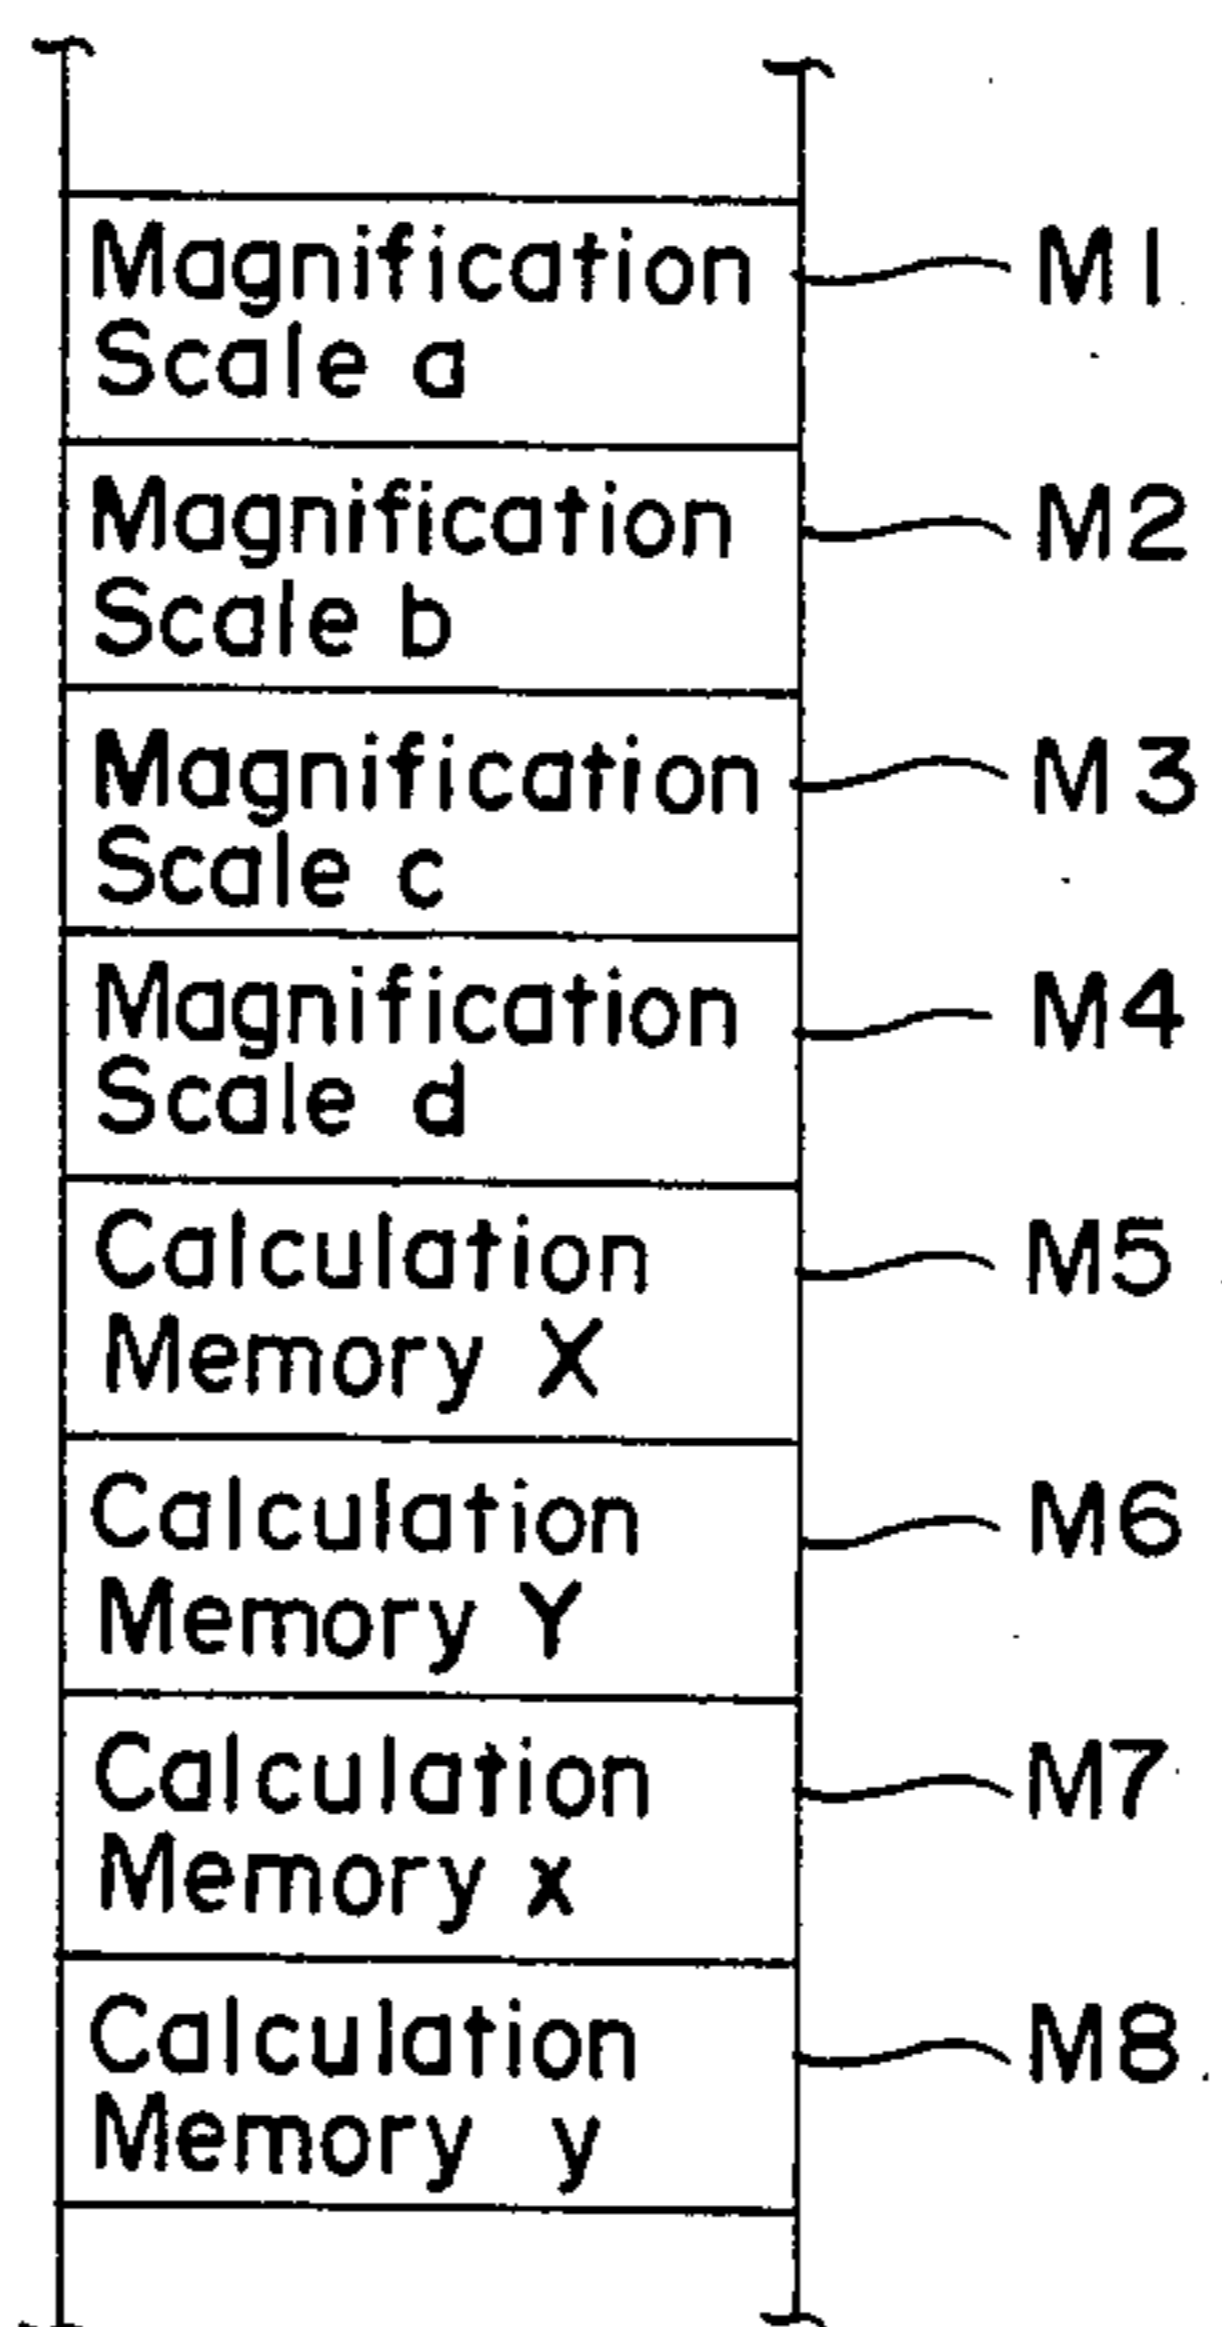 Magnification M1
Scale a
Magnification M2
Scale b
Magnification M3
Scale c
Magnification M4
Scale d
Calculation M5
Memory X
Calculation M6
Memory Y
Calculation M7
Memory x
Calculation M8
Memory y